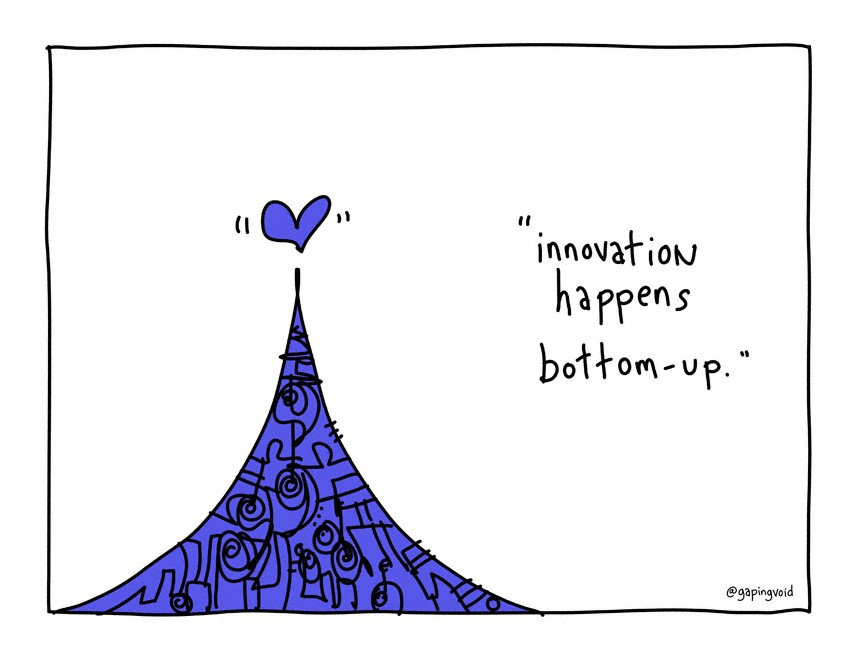 "innovation
happens
bottom-up."
@gapingvoid